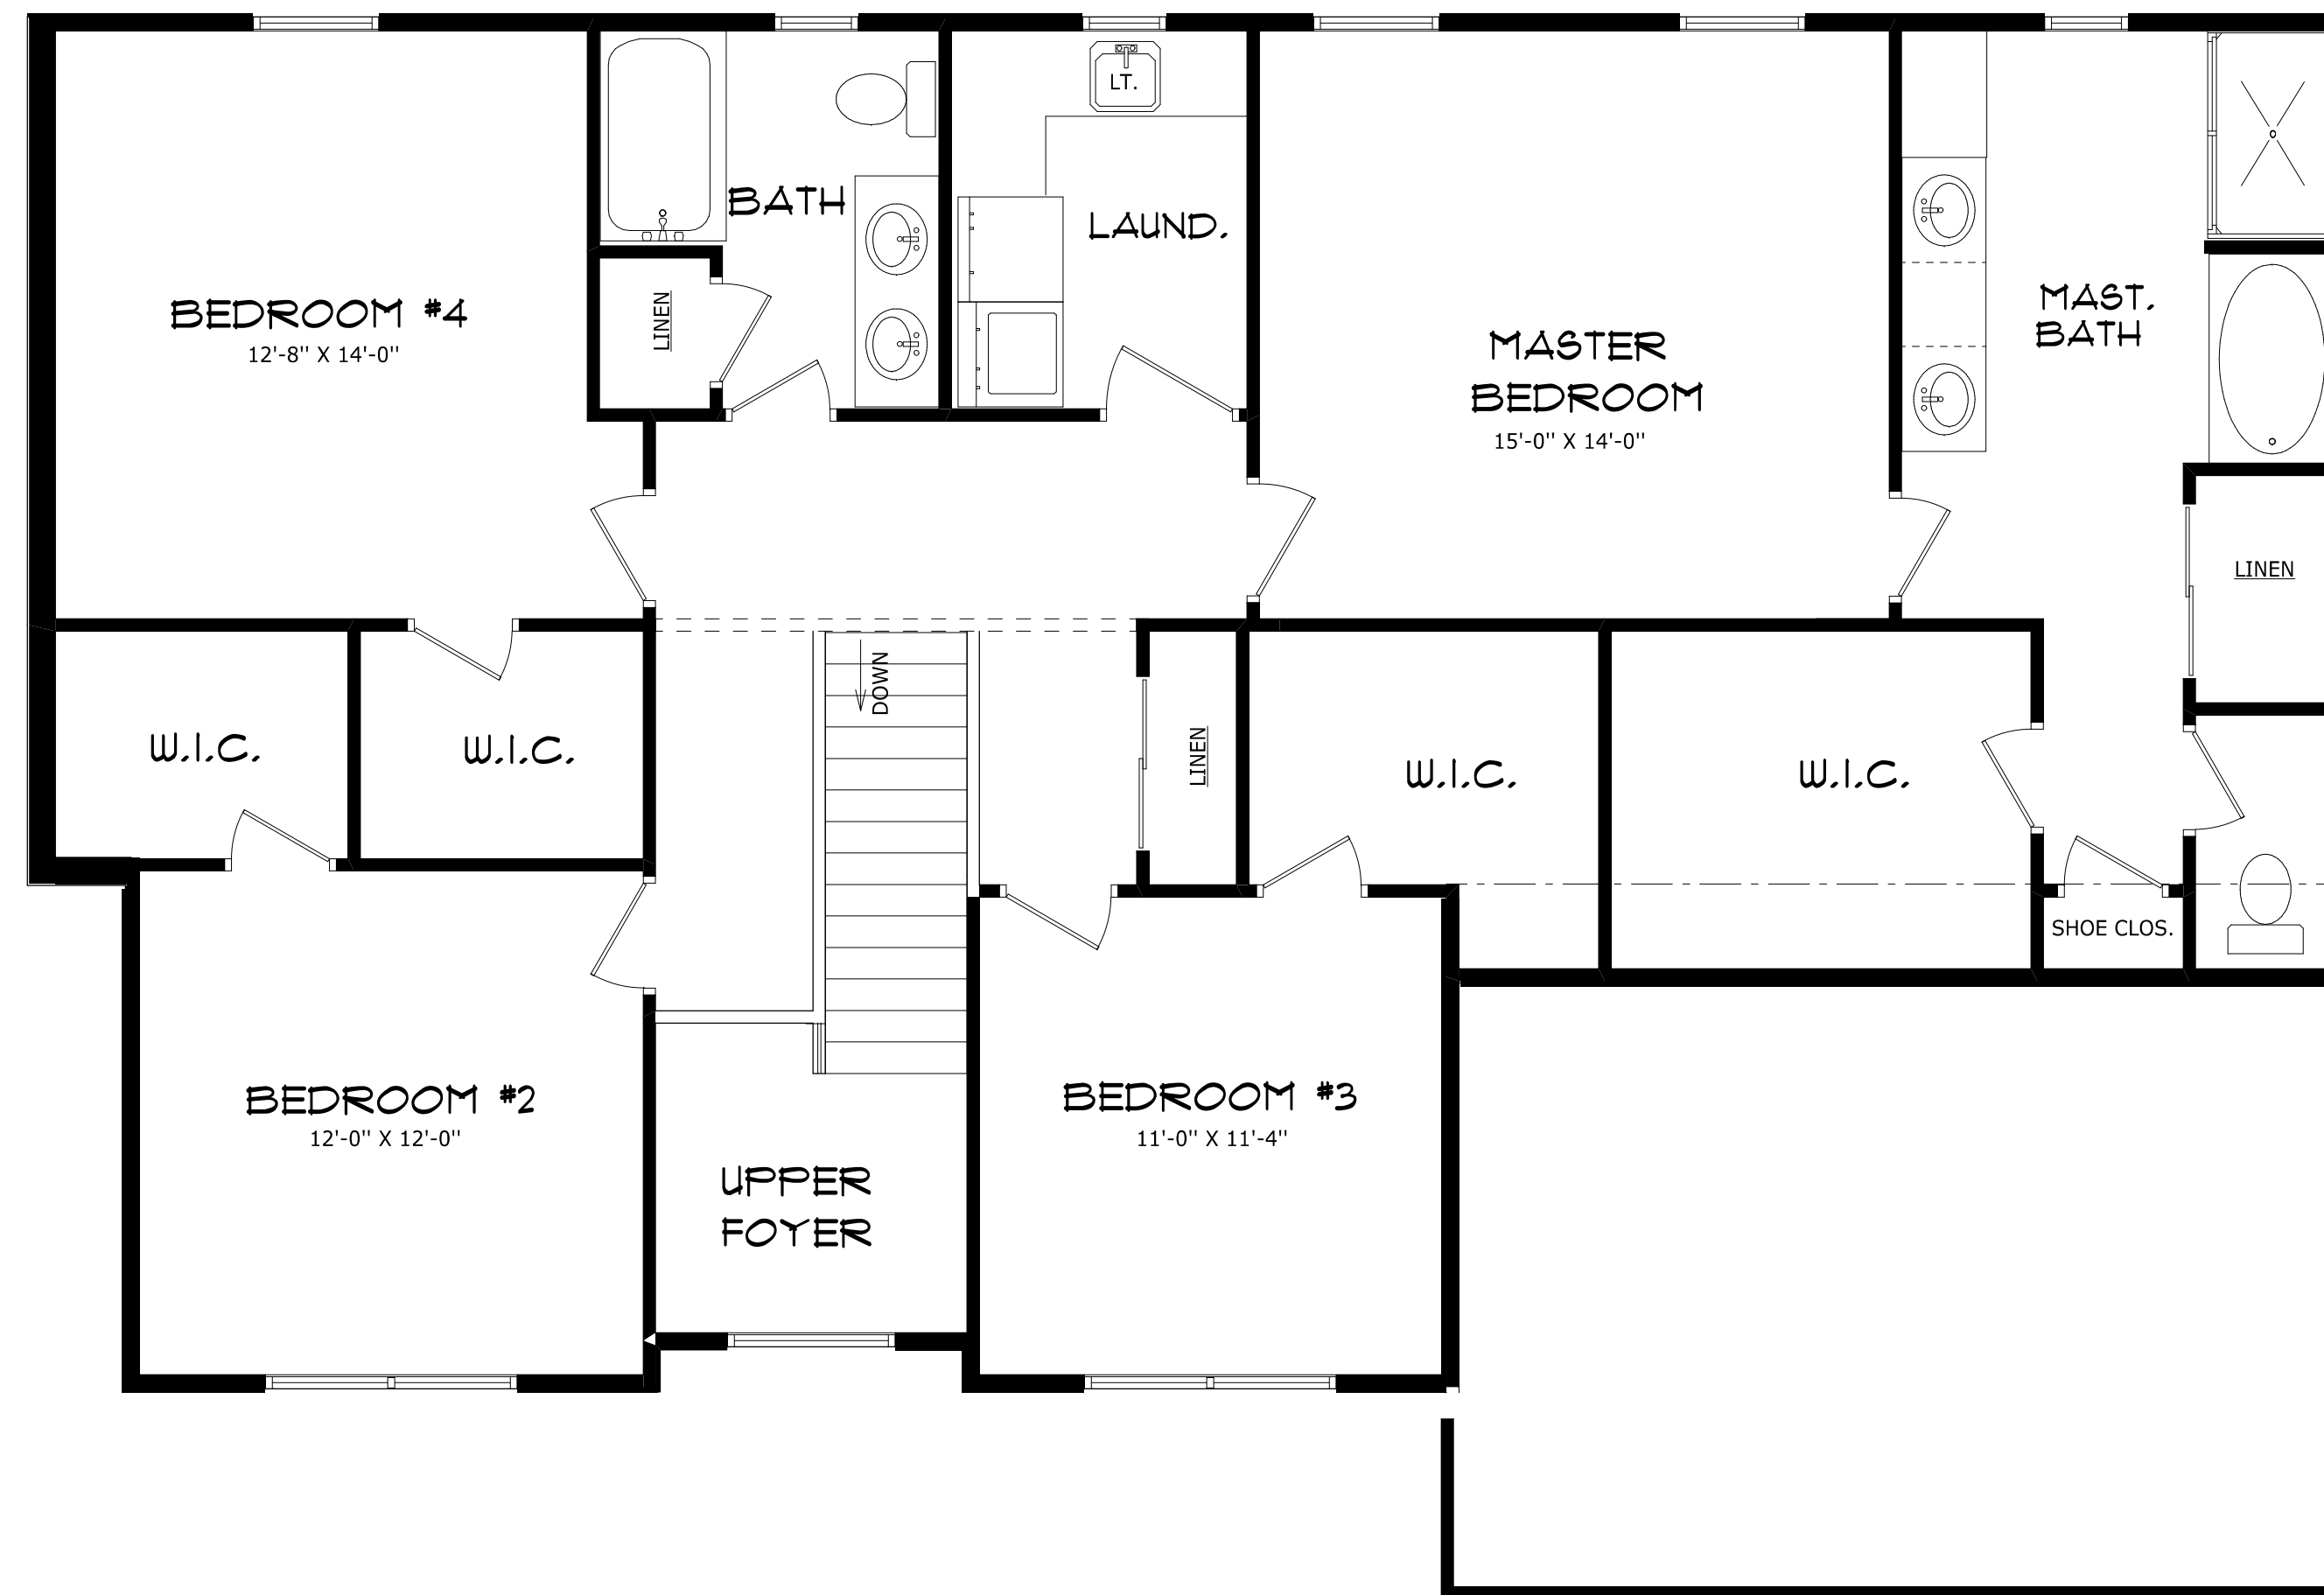 LT.
BATH
LAUND.
LINEN
BEDROOM #4
12'-8" X 14'-0"
MASTER
BEDROOM
15'-0" X 14'-0"
MAST.
BATH
LINEN
W.I.C.
W.I.C.
DOWN
LINEN
W.I.C.
W.I.C.
SHOE CLOS.
BEDROOM #2
12'-0" X 12'-0"
UPPER
FOYER
BEDROOM #3
11'-0" X 11'-4"